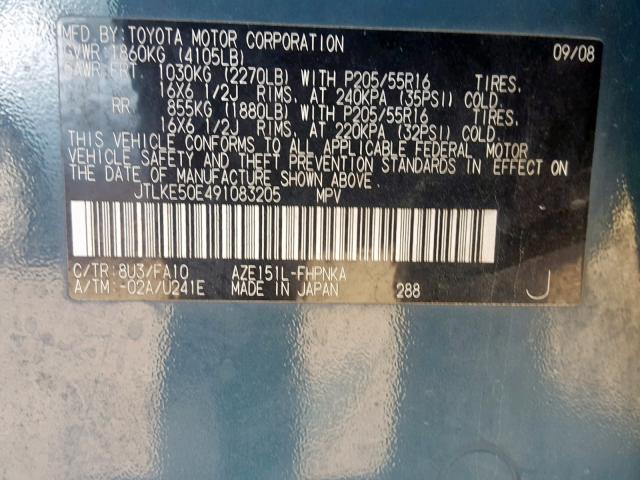 MFD. BY: TOYOTA MOTOR CORPORATION 09/08
GVWR 1860KG (4105LB)
GAWR FRT 1030KG (2270LB) WITH P205/55R16 TIRES.
16X6 1/2J RIMS, AT 240KPA (35PSI) COLD.
RR 855KG (1880LB) WITH P205/55R16 TIRES.
16X6 1/2J RIMS, AT 220KPA (32PSI) COLD.
THIS VEHICLE CONFORMS TO ALL APPLICABLE FEDERAL MOTOR
VEHICLE SAFETY AND THEFT PREVENTION STANDARDS IN EFFECT ON
THE DATE OF MANUFACTURE SHOWN ABOVE.
JTLKE50E491083205 MPV
C/TR: 8U3/FA10 AZE151L-FHPNKA
A/TM: -02A/U241E MADE IN JAPAN 288 J